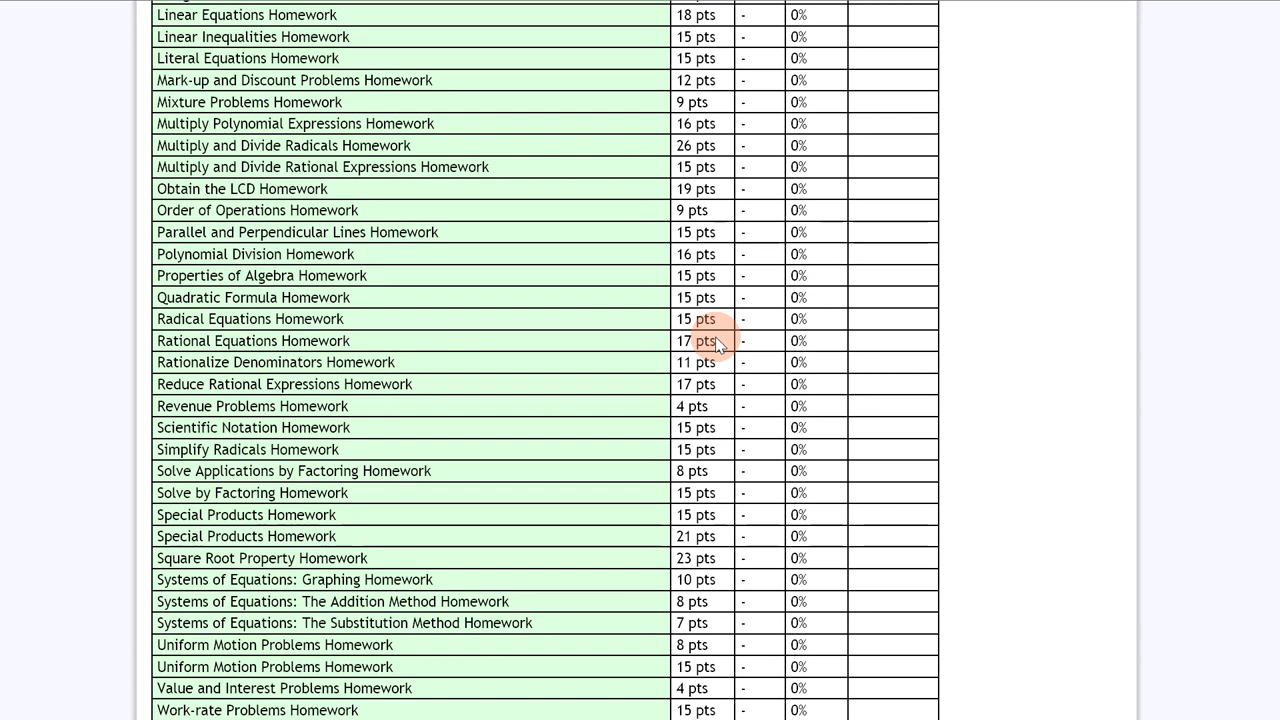 Linear Equations Homework 18 pts - 0%
Linear Inequalities Homework 15 pts - 0%
Literal Equations Homework 15 pts - 0%
Mark-up and Discount Problems Homework 12 pts - 0%
Mixture Problems Homework 9 pts - 0%
Multiply Polynomial Expressions Homework 16 pts - 0%
Multiply and Divide Radicals Homework 26 pts - 0%
Multiply and Divide Rational Expressions Homework 15 pts - 0%
Obtain the LCD Homework 19 pts - 0%
Order of Operations Homework 9 pts - 0%
Parallel and Perpendicular Lines Homework 15 pts - 0%
Polynomial Division Homework 16 pts - 0%
Properties of Algebra Homework 15 pts - 0%
Quadratic Formula Homework 15 pts - 0%
Radical Equations Homework 15 pts - 0%
Rational Equations Homework 17 pts - 0%
Rationalize Denominators Homework 11 pts - 0%
Reduce Rational Expressions Homework 17 pts - 0%
Revenue Problems Homework 4 pts - 0%
Scientific Notation Homework 15 pts - 0%
Simplify Radicals Homework 15 pts - 0%
Solve Applications by Factoring Homework 8 pts - 0%
Solve by Factoring Homework 15 pts - 0%
Special Products Homework 15 pts - 0%
Special Products Homework 21 pts - 0%
Square Root Property Homework 23 pts - 0%
Systems of Equations: Graphing Homework 10 pts - 0%
Systems of Equations: The Addition Method Homework 8 pts - 0%
Systems of Equations: The Substitution Method Homework 7 pts - 0%
Uniform Motion Problems Homework 8 pts - 0%
Uniform Motion Problems Homework 15 pts - 0%
Value and Interest Problems Homework 4 pts - 0%
Work-rate Problems Homework 15 pts - 0%